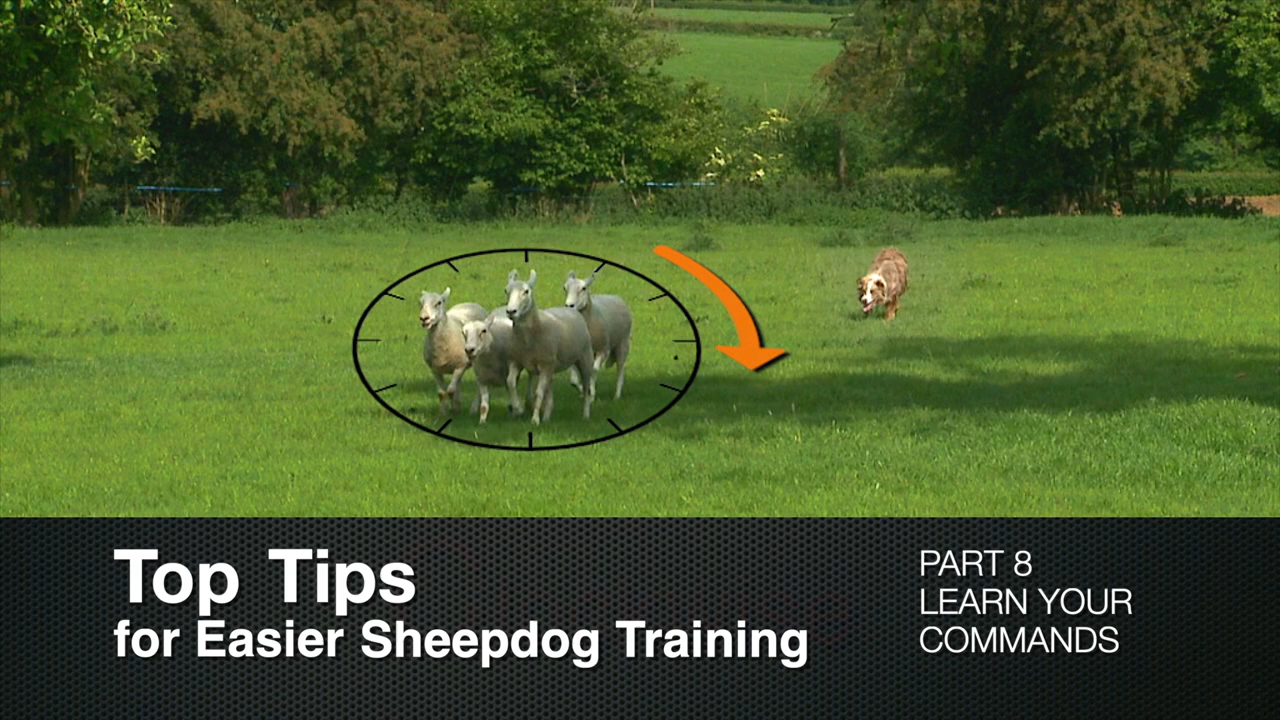 Top Tips
for Easier Sheepdog Training
PART 8
LEARN YOUR
COMMANDS